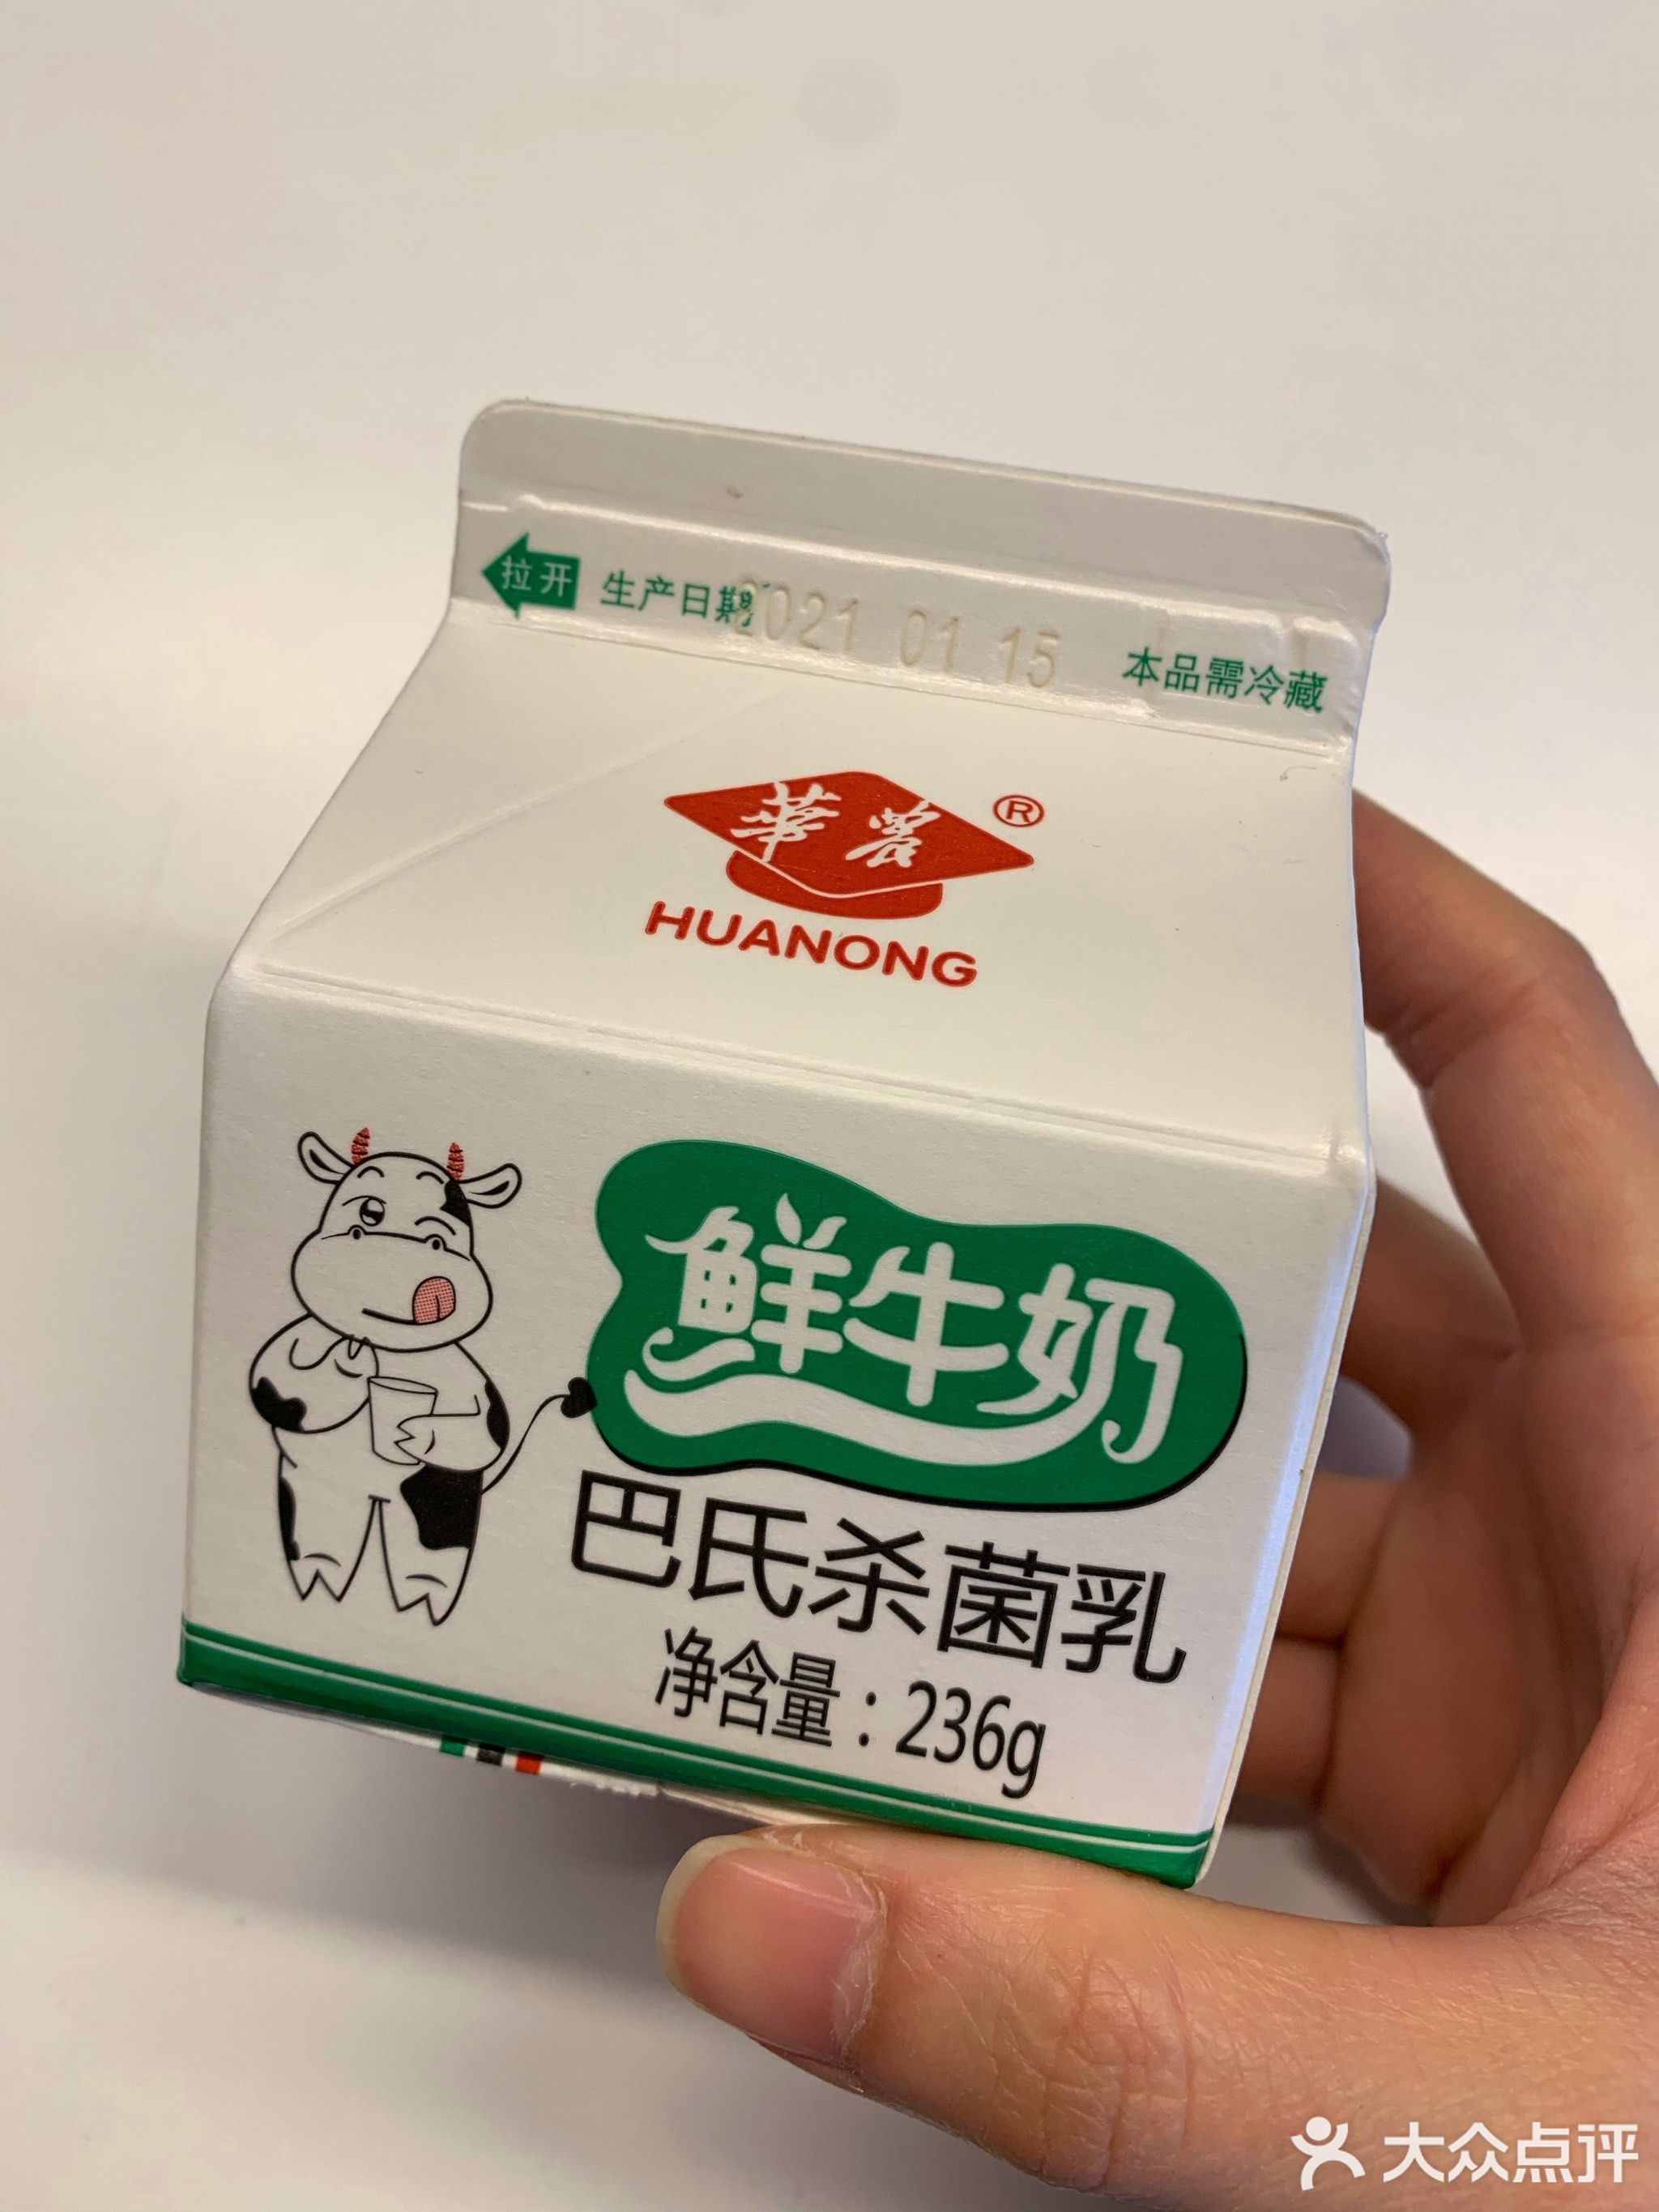 拉开 生产日期 2021 01 15 本品需冷藏
華農®
HUANONG
鲜牛奶
巴氏杀菌乳
净含量：236g
大众点评